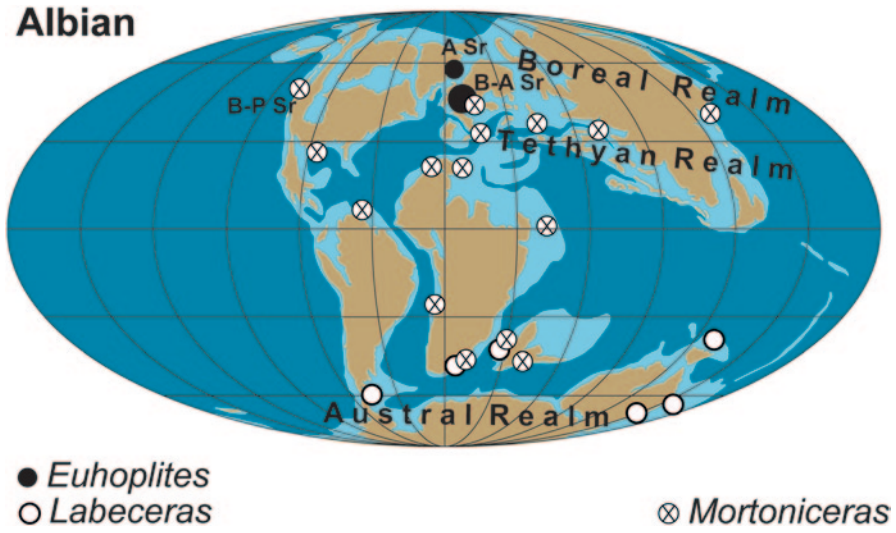 Albian
A Sr
Boreal Realm
B-A Sr
B-P Sr
Tethyan Realm
Austral Realm
Euhoplites
Labeceras
Mortoniceras